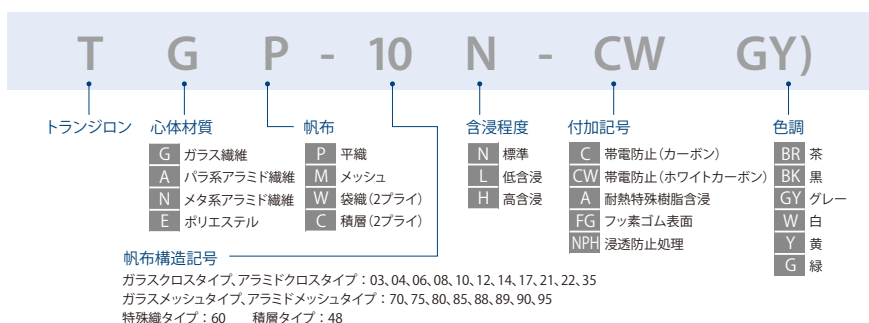 T G P - 10 N - CW GY)
トランジロン
心体材質
G ガラス繊維
A パラ系アラミド繊維
N メタ系アラミド繊維
E ポリエステル
帆布
P 平織
M メッシュ
W 袋織(2プライ)
C 積層(2プライ)
含浸程度
N 標準
L 低含浸
H 高含浸
付加記号
C 帯電防止(カーボン)
CW 帯電防止(ホワイトカーボン)
A 耐熱特殊樹脂含浸
FG フッ素ゴム表面
NPH 浸透防止処理
色調
BR 茶
BK 黒
GY グレー
W 白
Y 黄
G 緑
帆布構造記号
ガラスクロスタイプ、アラミドクロスタイプ:03、04、06、08、10、12、14、17、21、22、35
ガラスメッシュタイプ、アラミドメッシュタイプ:70、75、80、85、88、89、90、95
特殊織タイプ:60 積層タイプ:48